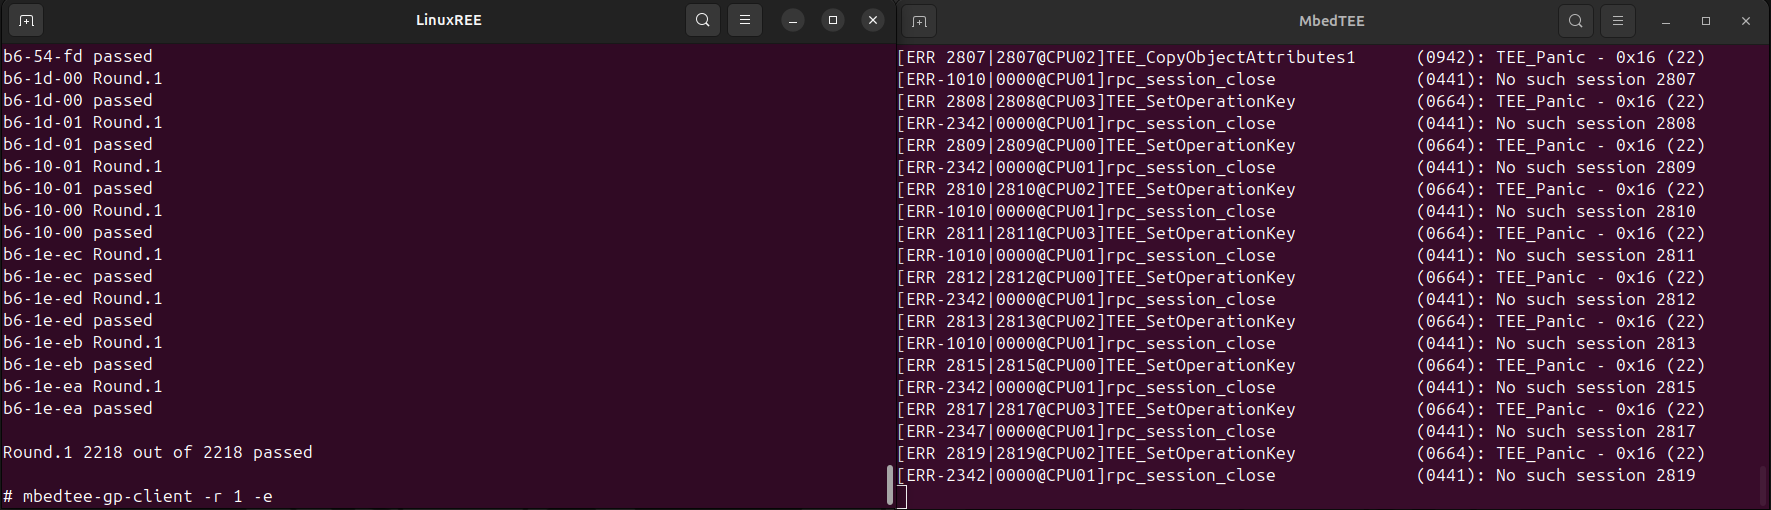 LinuxREE
b6-54-fd passed
b6-1d-00 Round.1
b6-1d-00 passed
b6-1d-01 Round.1
b6-1d-01 passed
b6-10-01 Round.1
b6-10-01 passed
b6-10-00 Round.1
b6-10-00 passed
b6-1e-ec Round.1
b6-1e-ec passed
b6-1e-ed Round.1
b6-1e-ed passed
b6-1e-eb Round.1
b6-1e-eb passed
b6-1e-ea Round.1
b6-1e-ea passed
Round.1 2218 out of 2218 passed
# mbedtee-gp-client -r 1 -e
MbedTEE
[ERR 2807|2807@CPU02]TEE_CopyObjectAttributes1      (0942): TEE_Panic - 0x16 (22)
[ERR-1010|0000@CPU01]rpc_session_close              (0441): No such session 2807
[ERR 2808|2808@CPU03]TEE_SetOperationKey            (0664): TEE_Panic - 0x16 (22)
[ERR-2342|0000@CPU01]rpc_session_close              (0441): No such session 2808
[ERR 2809|2809@CPU00]TEE_SetOperationKey            (0664): TEE_Panic - 0x16 (22)
[ERR-2342|0000@CPU01]rpc_session_close              (0441): No such session 2809
[ERR 2810|2810@CPU02]TEE_SetOperationKey            (0664): TEE_Panic - 0x16 (22)
[ERR-1010|0000@CPU01]rpc_session_close              (0441): No such session 2810
[ERR 2811|2811@CPU03]TEE_SetOperationKey            (0664): TEE_Panic - 0x16 (22)
[ERR-1010|0000@CPU01]rpc_session_close              (0441): No such session 2811
[ERR 2812|2812@CPU00]TEE_SetOperationKey            (0664): TEE_Panic - 0x16 (22)
[ERR-2342|0000@CPU01]rpc_session_close              (0441): No such session 2812
[ERR 2813|2813@CPU02]TEE_SetOperationKey            (0664): TEE_Panic - 0x16 (22)
[ERR-1010|0000@CPU01]rpc_session_close              (0441): No such session 2813
[ERR 2815|2815@CPU00]TEE_SetOperationKey            (0664): TEE_Panic - 0x16 (22)
[ERR-2342|0000@CPU01]rpc_session_close              (0441): No such session 2815
[ERR 2817|2817@CPU03]TEE_SetOperationKey            (0664): TEE_Panic - 0x16 (22)
[ERR-2347|0000@CPU01]rpc_session_close              (0441): No such session 2817
[ERR 2819|2819@CPU02]TEE_SetOperationKey            (0664): TEE_Panic - 0x16 (22)
[ERR-2342|0000@CPU01]rpc_session_close              (0441): No such session 2819